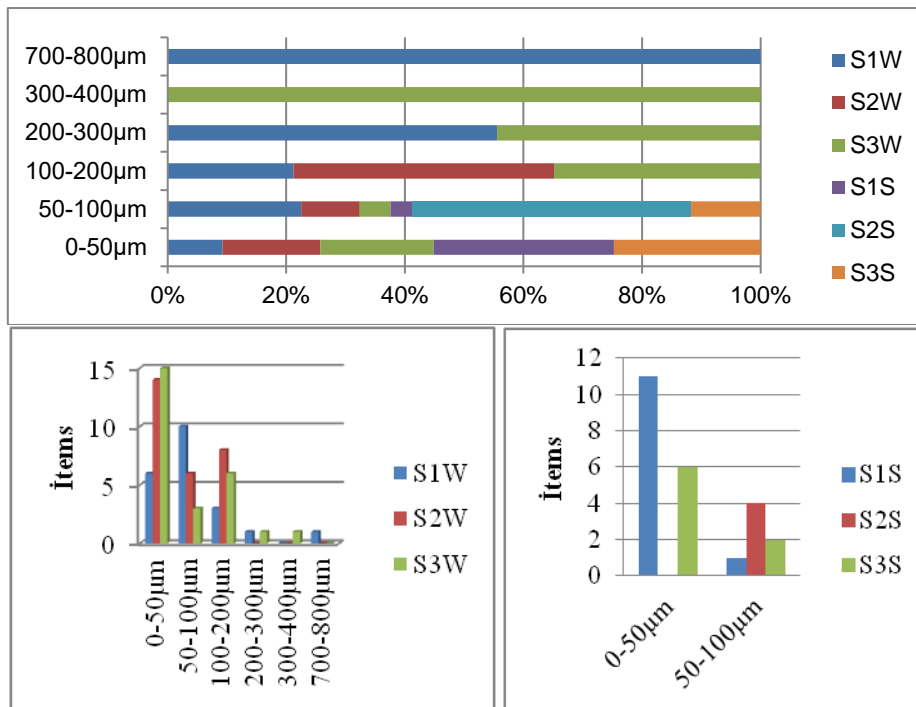 700-800µm
300-400µm
200-300µm
100-200µm
50-100µm
0-50µm
0% 20% 40% 60% 80% 100%
S1W
S2W
S3W
S1S
S2S
S3S
İtems
15
10
5
0
0-50µm
50-100µm
100-200µm
200-300µm
300-400µm
700-800µm
S1W
S2W
S3W
İtems
12
10
8
6
4
2
0
0-50µm
50-100µm
S1S
S2S
S3S